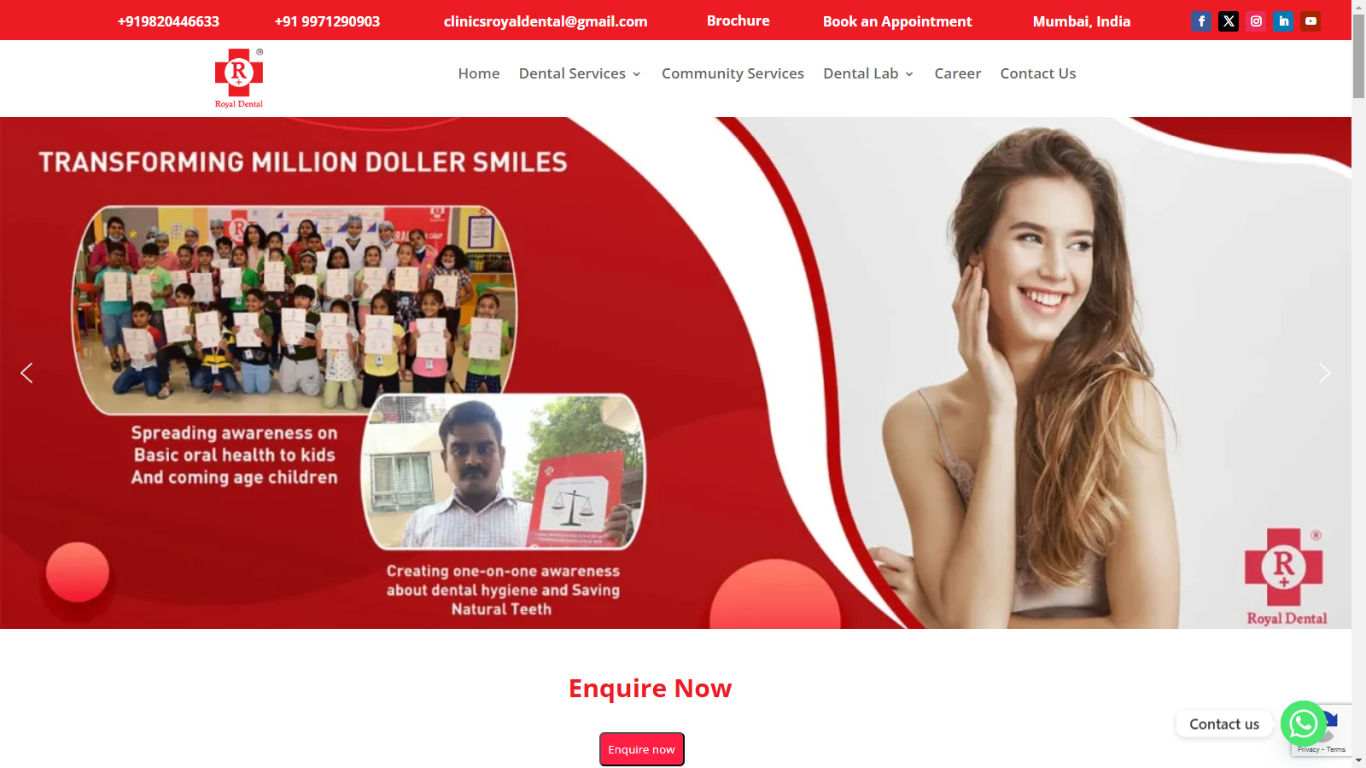 +919820446633
+91 9971290903
clinicsroyaldental@gmail.com
Brochure
Book an Appointment
Mumbai, India
R
®
Royal Dental
Home
Dental Services
Community Services
Dental Lab
Career
Contact Us
TRANSFORMING MILLION DOLLER SMILES
Spreading awareness on
Basic oral health to kids
And coming age children
Creating one-on-one awareness
about dental hygiene and Saving
Natural Teeth
R
®
Royal Dental
Enquire Now
Enquire now
Contact us
Privacy - Terms